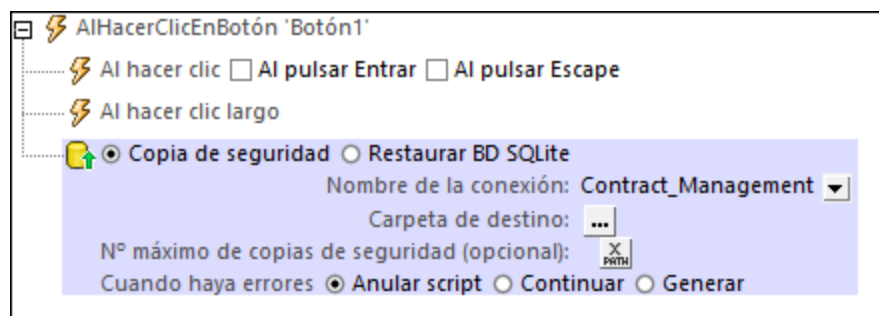 AlHacerClicEnBotón 'Botón1'
Al hacer clic Al pulsar Entrar Al pulsar Escape
Al hacer clic largo
Copia de seguridad Restaurar BD SQLite
Nombre de la conexión: Contract_Management
Carpeta de destino: ...
Nº máximo de copias de seguridad (opcional): X PATH
Cuando haya errores Anular script Continuar Generar